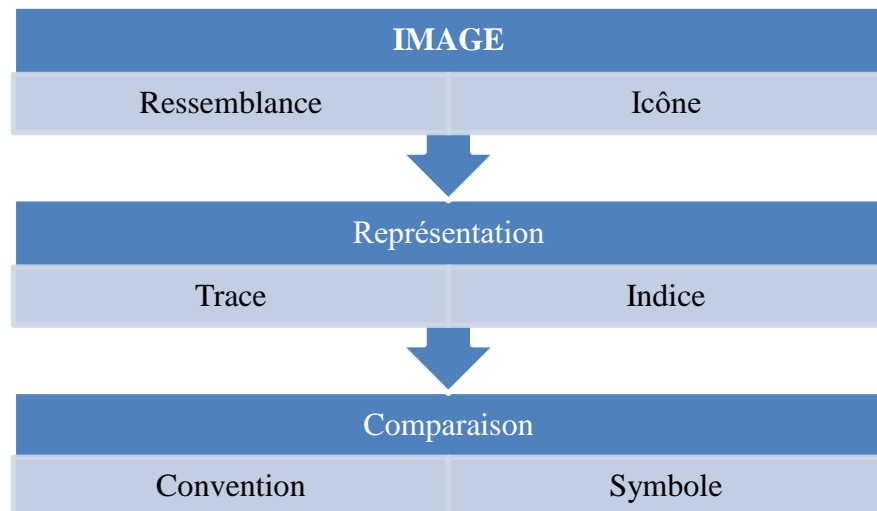 IMAGE
Ressemblance Icône
Représentation
Trace Indice
Comparaison
Convention Symbole